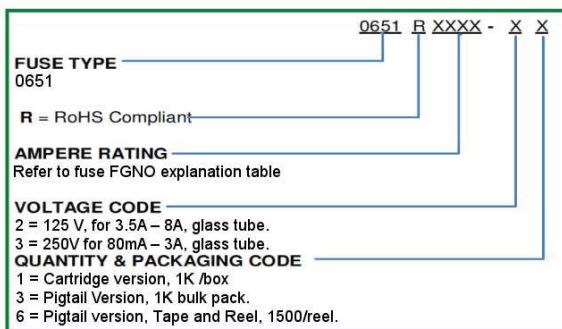 0651 R XXXX - X X
FUSE TYPE
0651
R = RoHS Compliant
AMPERE RATING
Refer to fuse FGNO explanation table
VOLTAGE CODE
2 = 125 V, for 3.5A – 8A, glass tube.
3 = 250V for 80mA – 3A, glass tube.
QUANTITY & PACKAGING CODE
1 = Cartridge version, 1K /box
3 = Pigtail Version, 1K bulk pack.
6 = Pigtail version, Tape and Reel, 1500/reel.